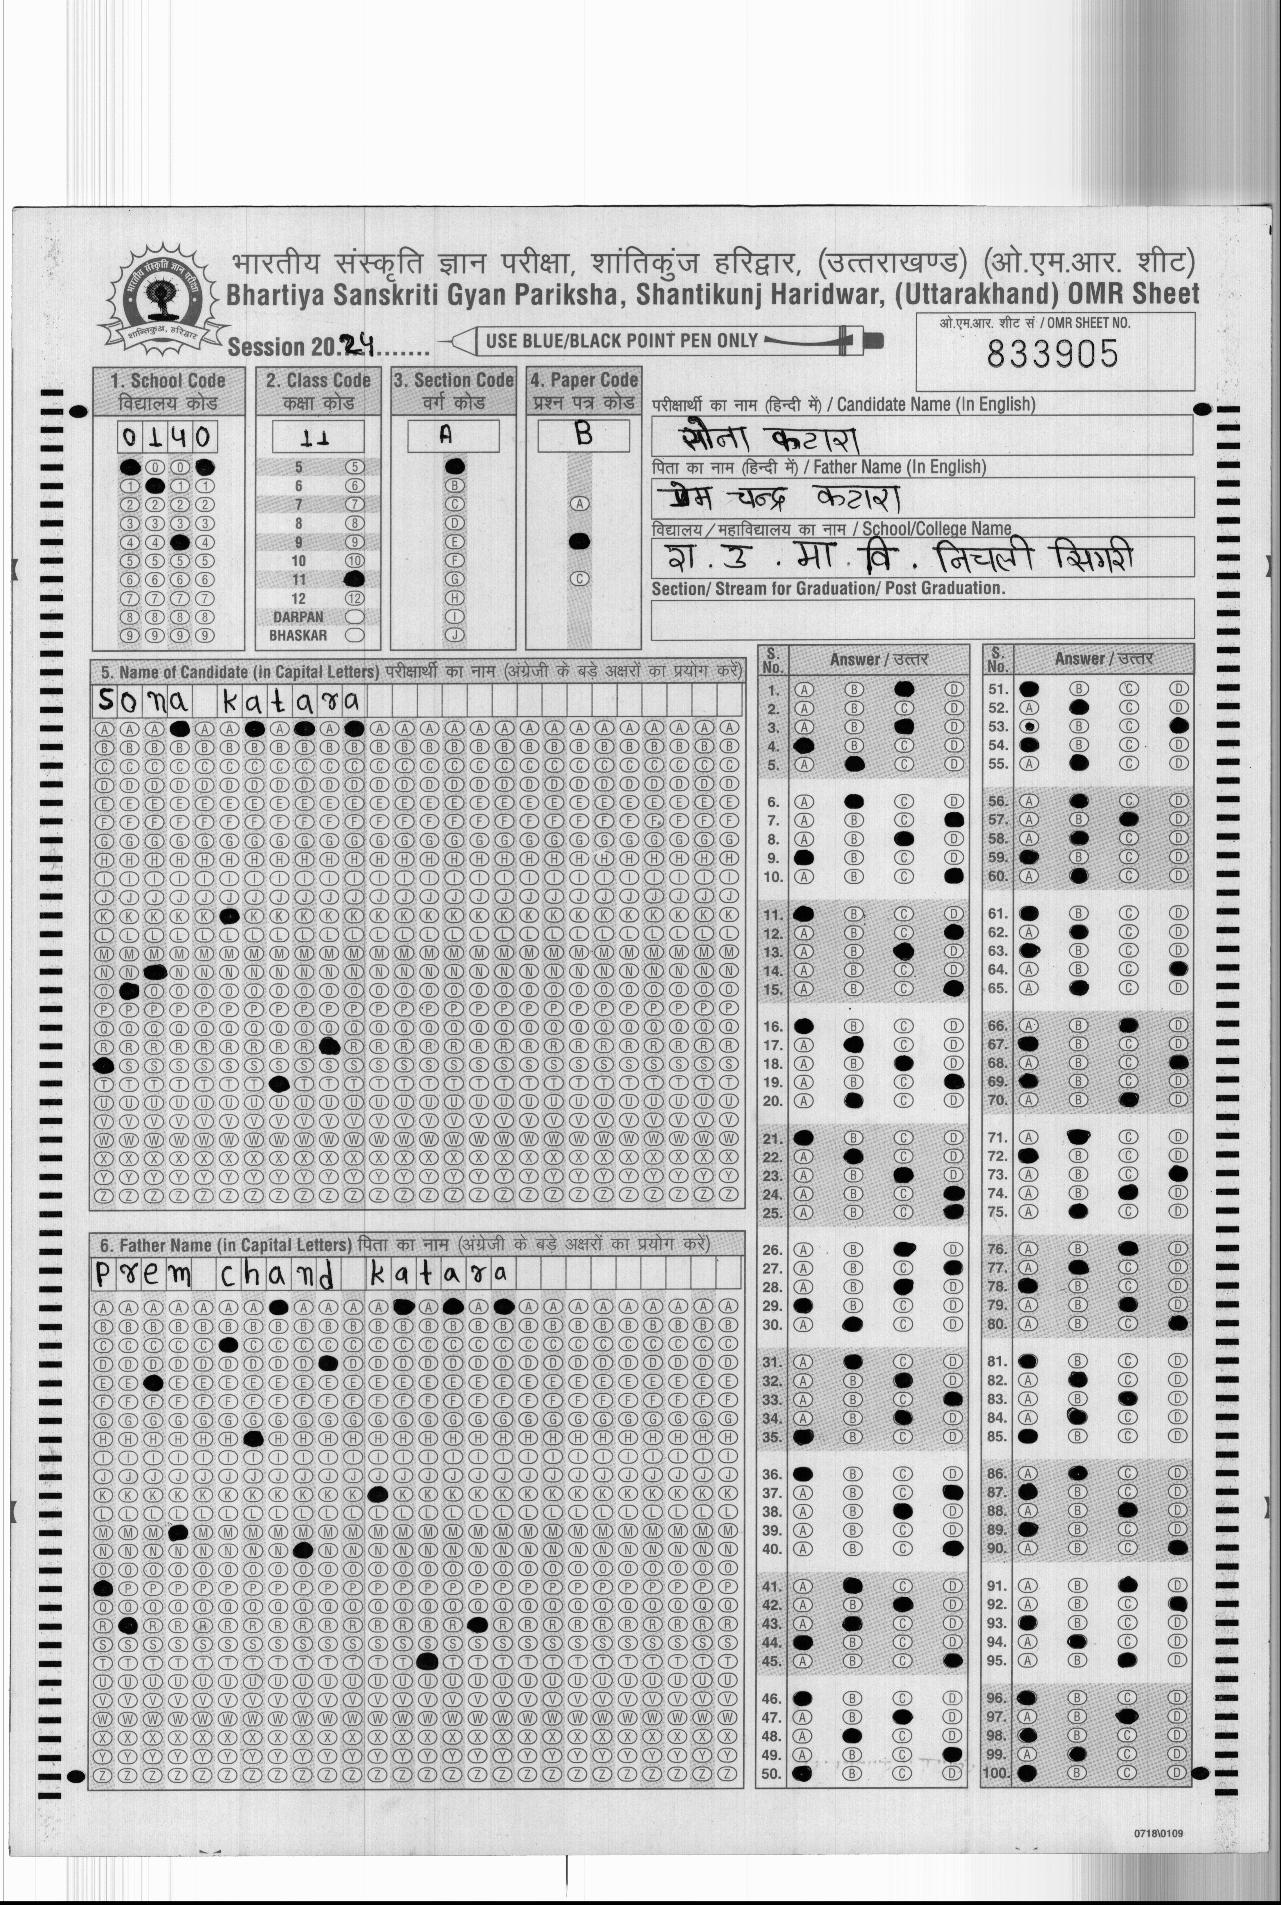 भारतीय संस्कृति ज्ञान परीक्षा, शांतिकुंज हरिद्वार, (उत्तराखण्ड) (ओ.एम.आर. शीट)
Bhartiya Sanskriti Gyan Pariksha, Shantikunj Haridwar, (Uttarakhand) OMR Sheet
Session 20.24.......
USE BLUE/BLACK POINT PEN ONLY
ओ.एम.आर. शीट सं / OMR SHEET NO.
833905
1. School Code
विद्यालय कोड
0140
2. Class Code
कक्षा कोड
11
5 6 7 8 9 10 11 12 DARPAN BHASKAR
3. Section Code
वर्ग कोड
A
4. Paper Code
प्रश्न पत्र कोड
B
परीक्षार्थी का नाम (हिन्दी में) / Candidate Name (In English)
सोना कटारा
पिता का नाम (हिन्दी में) / Father Name (In English)
प्रेम चन्द्र कटारा
विद्यालय / महाविद्यालय का नाम / School/College Name
रा . उ . मा . वि . निचली सिगरी
Section/ Stream for Graduation/ Post Graduation.
5. Name of Candidate (in Capital Letters) परीक्षार्थी का नाम (अंग्रेजी के बड़े अक्षरों का प्रयोग करें)
Sona katara
6. Father Name (in Capital Letters) पिता का नाम (अंग्रेजी के बड़े अक्षरों का प्रयोग करें)
Prem chand katara
S. No. Answer / उत्तर
S. No. Answer / उत्तर
0718\0109